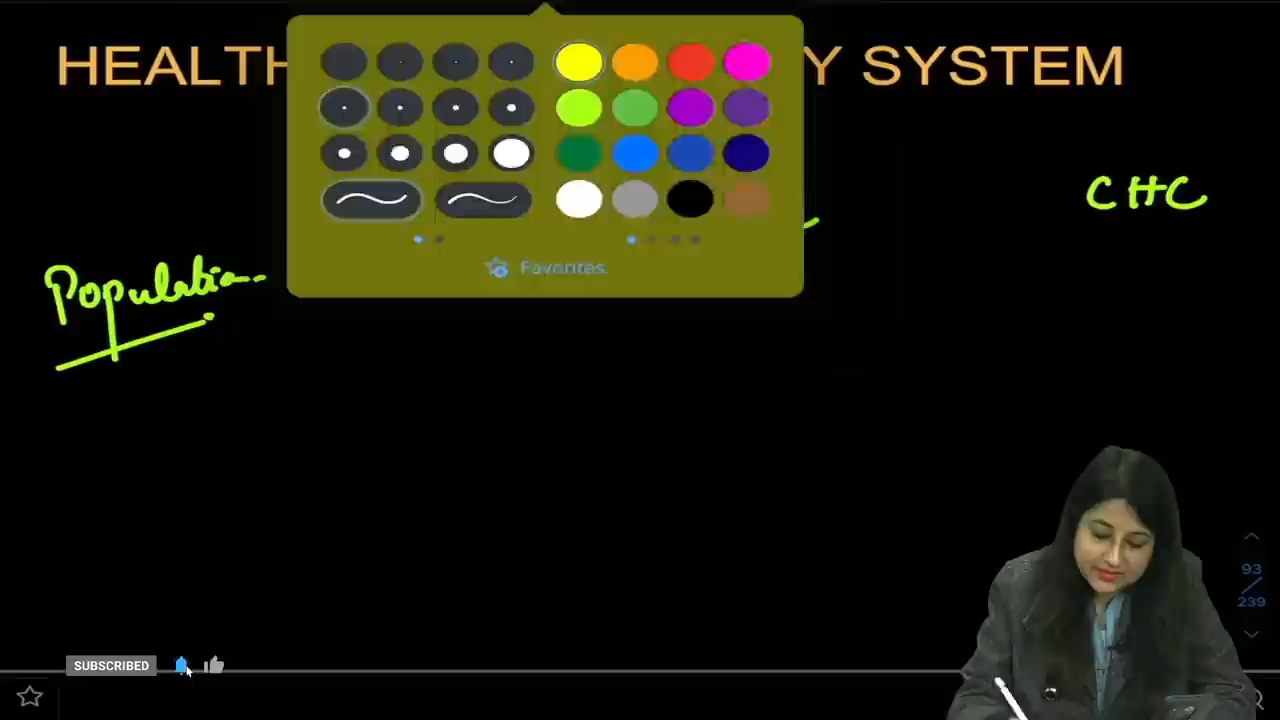 HEALTH Y SYSTEM
CHC
Population
Favorites
93
239
SUBSCRIBED